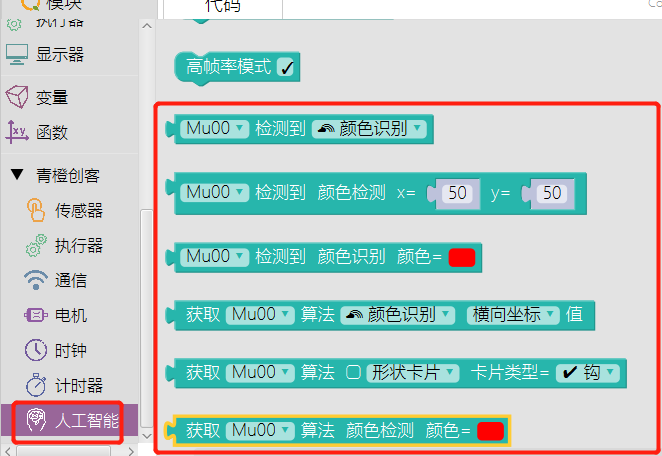 模块
代码
Co
执行器
显示器
变量
函数
青橙创客
传感器
执行器
通信
电机
时钟
计时器
人工智能
高帧率模式
Mu00 检测到 颜色识别
Mu00 检测到 颜色检测 x= 50 y= 50
Mu00 检测到 颜色识别 颜色=
获取 Mu00 算法 颜色识别 横向坐标 值
获取 Mu00 算法 形状卡片 卡片类型= ✔ 钩
获取 Mu00 算法 颜色检测 颜色=